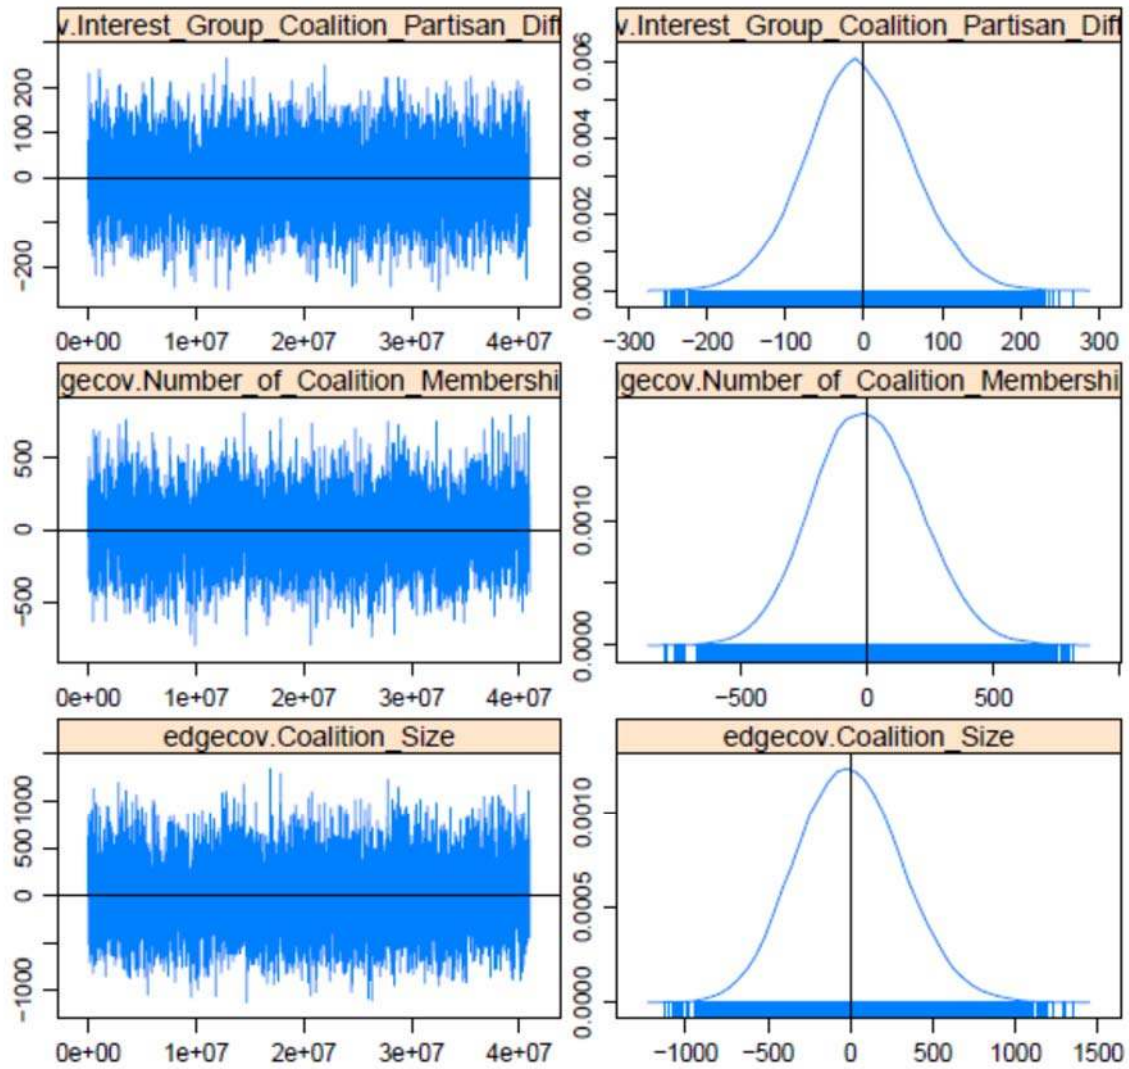 v.Interest_Group_Coalition_Partisan_Diff
v.Interest_Group_Coalition_Partisan_Diff
200
100
0
−200
0e+00 1e+07 2e+07 3e+07 4e+07
0.006
0.004
0.002
0.000
−300 −200 −100 0 100 200 300
gecov.Number_of_Coalition_Membershi
gecov.Number_of_Coalition_Membershi
500
0
−500
0e+00 1e+07 2e+07 3e+07 4e+07
0.0010
0.0000
−500 0 500
edgecov.Coalition_Size
edgecov.Coalition_Size
1000
500
0
−1000
0e+00 1e+07 2e+07 3e+07 4e+07
0.0010
0.0005
0.0000
−1000 −500 0 500 1000 1500